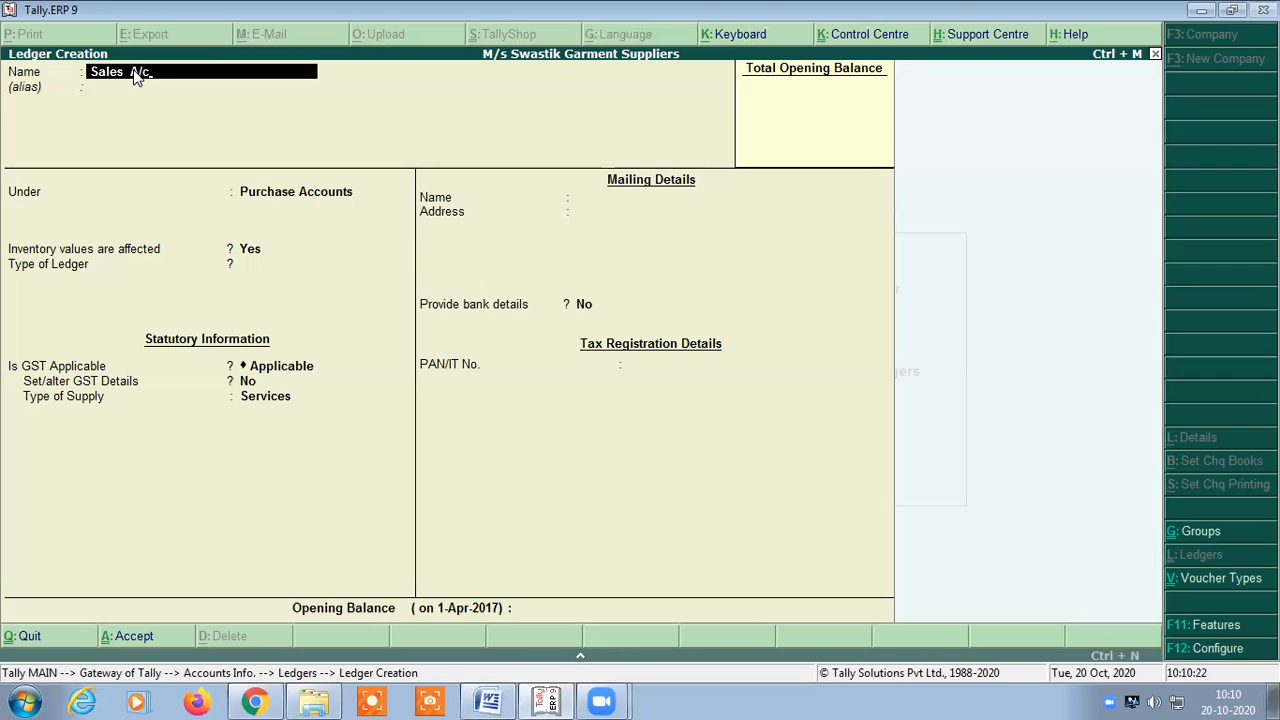 Tally.ERP 9
P: Print E: Export M: E-Mail O: Upload S: TallyShop G: Language K: Keyboard K: Control Centre H: Support Centre H: Help
F3: Company
Ledger Creation M/s Swastik Garment Suppliers Ctrl + M
F3: New Company
Name : Sales A/c
(alias) :
Total Opening Balance
Under : Purchase Accounts
Inventory values are affected ? Yes
Type of Ledger ?
Mailing Details
Name :
Address :
Provide bank details ? No
Statutory Information
Is GST Applicable ? ♦ Applicable
Set/alter GST Details ? No
Type of Supply : Services
Tax Registration Details
PAN/IT No. :
L: Details
B: Set Chq Books
S: Set Chq Printing
G: Groups
L: Ledgers
V: Voucher Types
F11: Features
F12: Configure
Opening Balance ( on 1-Apr-2017) :
Q: Quit A: Accept D: Delete
Ctrl + N
Tally MAIN --> Gateway of Tally --> Accounts Info. --> Ledgers --> Ledger Creation © Tally Solutions Pvt Ltd., 1988-2020 Tue, 20 Oct, 2020 10:10:22
10:10
20-10-2020